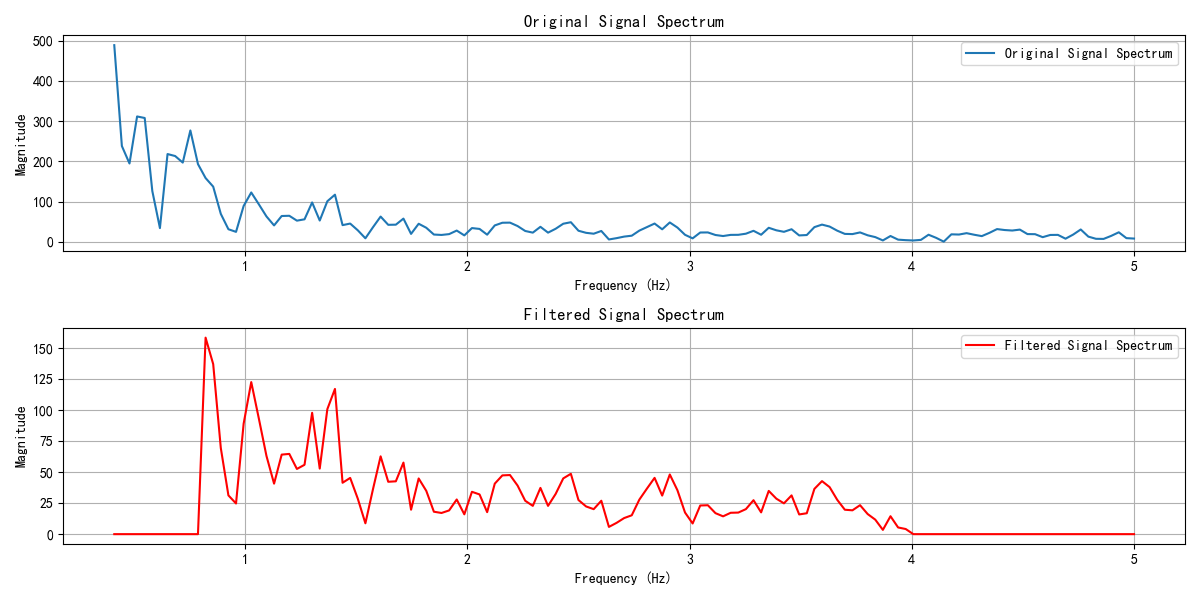 Original Signal Spectrum
500
400
300
200
100
0
Magnitude
Original Signal Spectrum
1 2 3 4 5
Frequency (Hz)
Filtered Signal Spectrum
150
125
100
75
50
25
0
Magnitude
Filtered Signal Spectrum
1 2 3 4 5
Frequency (Hz)